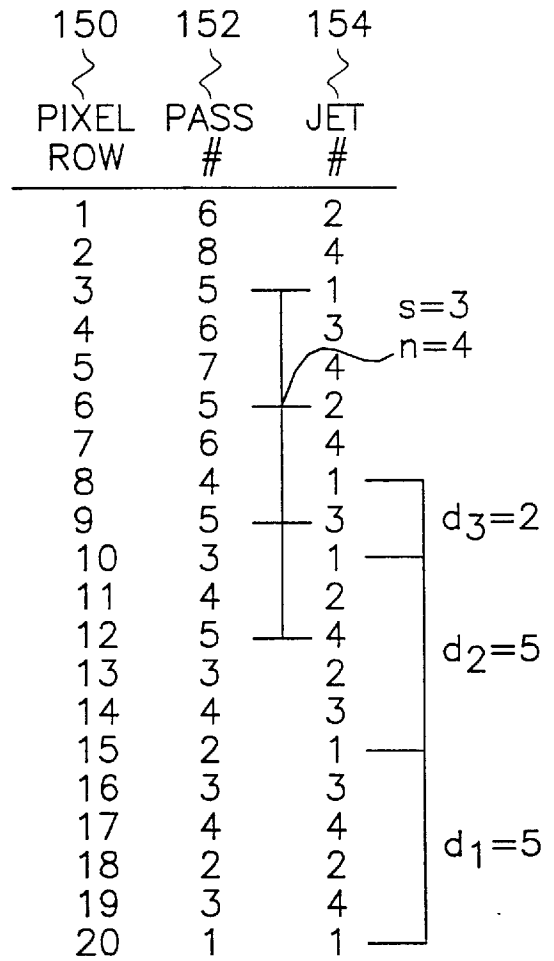 150 152 154
PIXEL PASS JET
ROW # #
1 6 2
2 8 4
3 5 1
s=3
4 6 3
n=4
5 7 4
6 5 2
7 6 4
8 4 1
9 5 3
d3=2
10 3 1
11 4 2
12 5 4
d2=5
13 3 2
14 4 3
15 2 1
16 3 3
17 4 4
d1=5
18 2 2
19 3 4
20 1 1